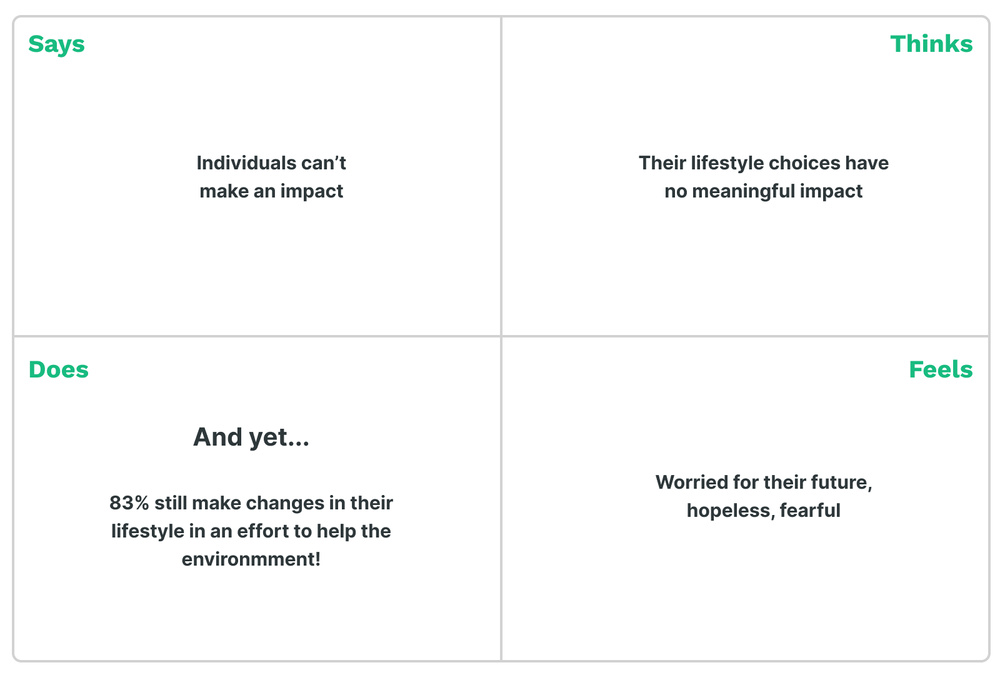 Says
Individuals can’t
make an impact
Thinks
Their lifestyle choices have
no meaningful impact
Does
And yet...
83% still make changes in their
lifestyle in an effort to help the
environmment!
Feels
Worried for their future,
hopeless, fearful